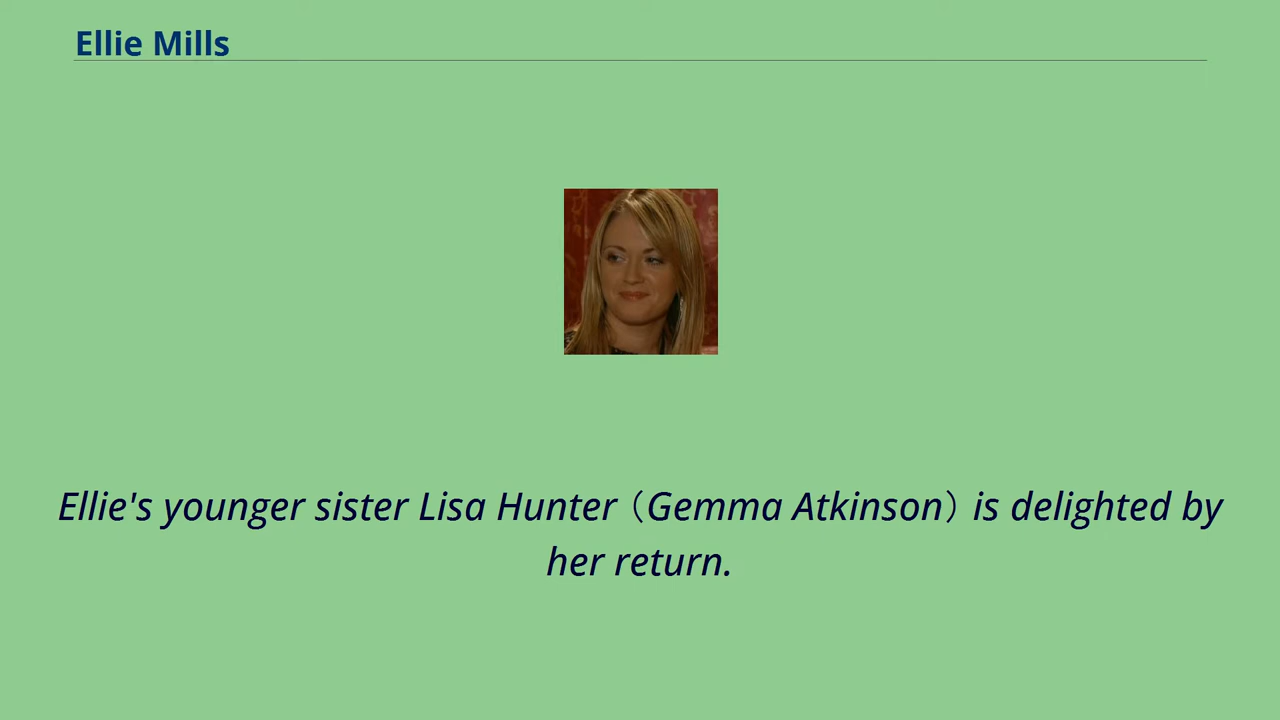 Ellie Mills
Ellie's younger sister Lisa Hunter（Gemma Atkinson）is delighted by
her return.